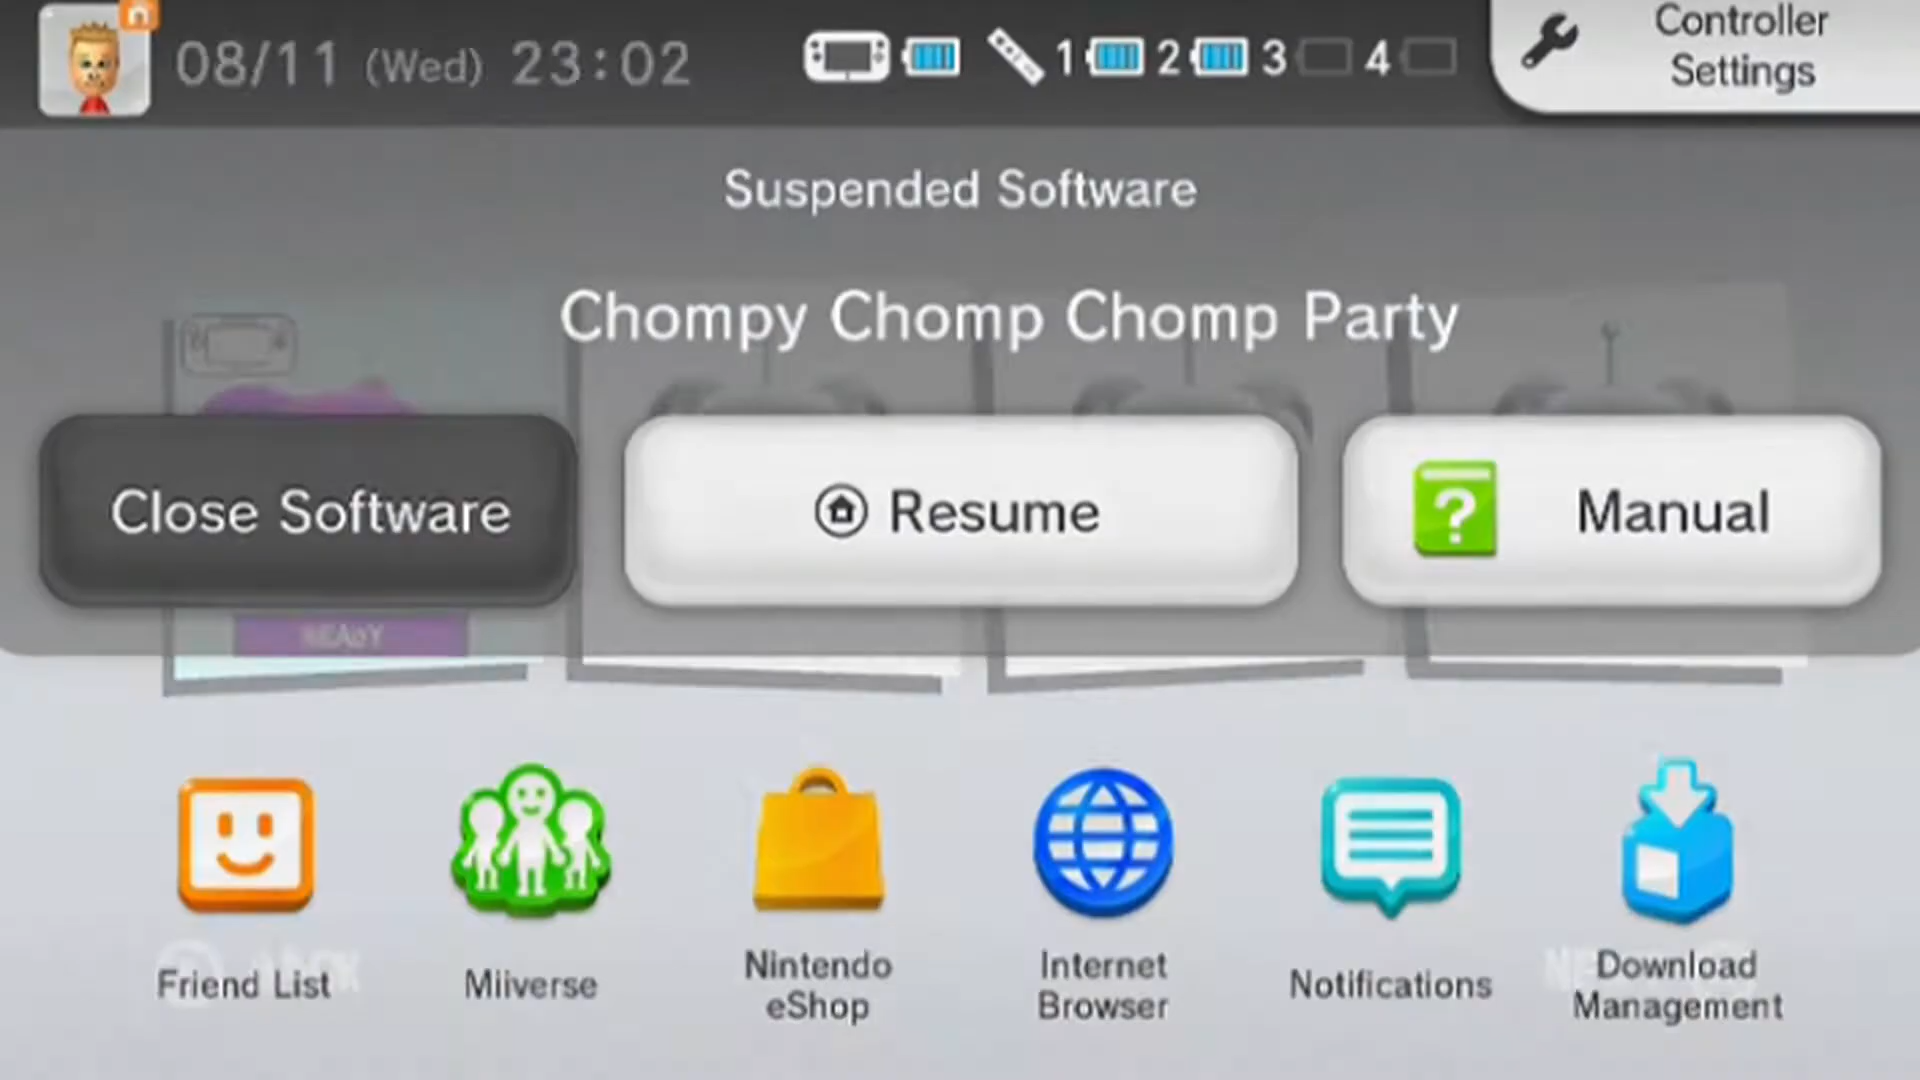 08/11 (Wed) 23:02
1 2 3 4
Controller
Settings
Suspended Software
Chompy Chomp Chomp Party
Close Software
Resume
? Manual
READY
Friend List
Miiverse
Nintendo
eShop
Internet
Browser
Notifications
Download
Management